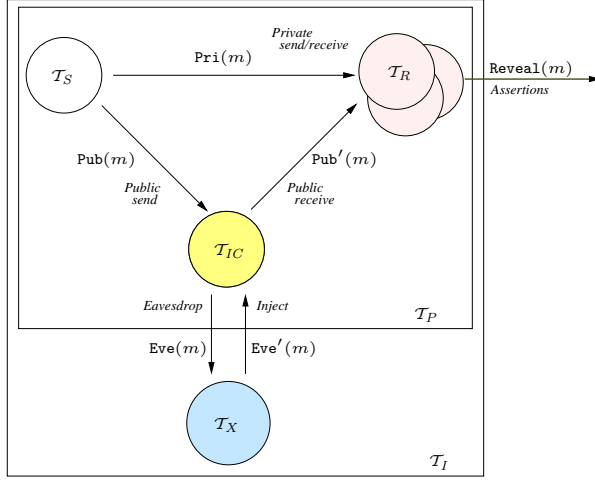 Private
send/receive
Pri(m)
𝒯_S
𝒯_R
Reveal(m)
Assertions
Pub(m)
Pub′(m)
Public
send
Public
receive
𝒯_IC
Eavesdrop
Inject
𝒯_P
Eve(m)
Eve′(m)
𝒯_X
𝒯_I